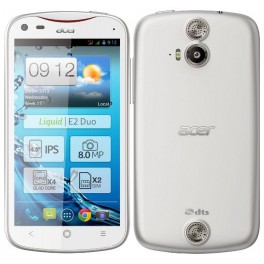 acer
09:12
Liquid | E2 Duo
4.5" IPS
8.0 MP
X4
QUAD CORE
X2
SIM
acer
dts